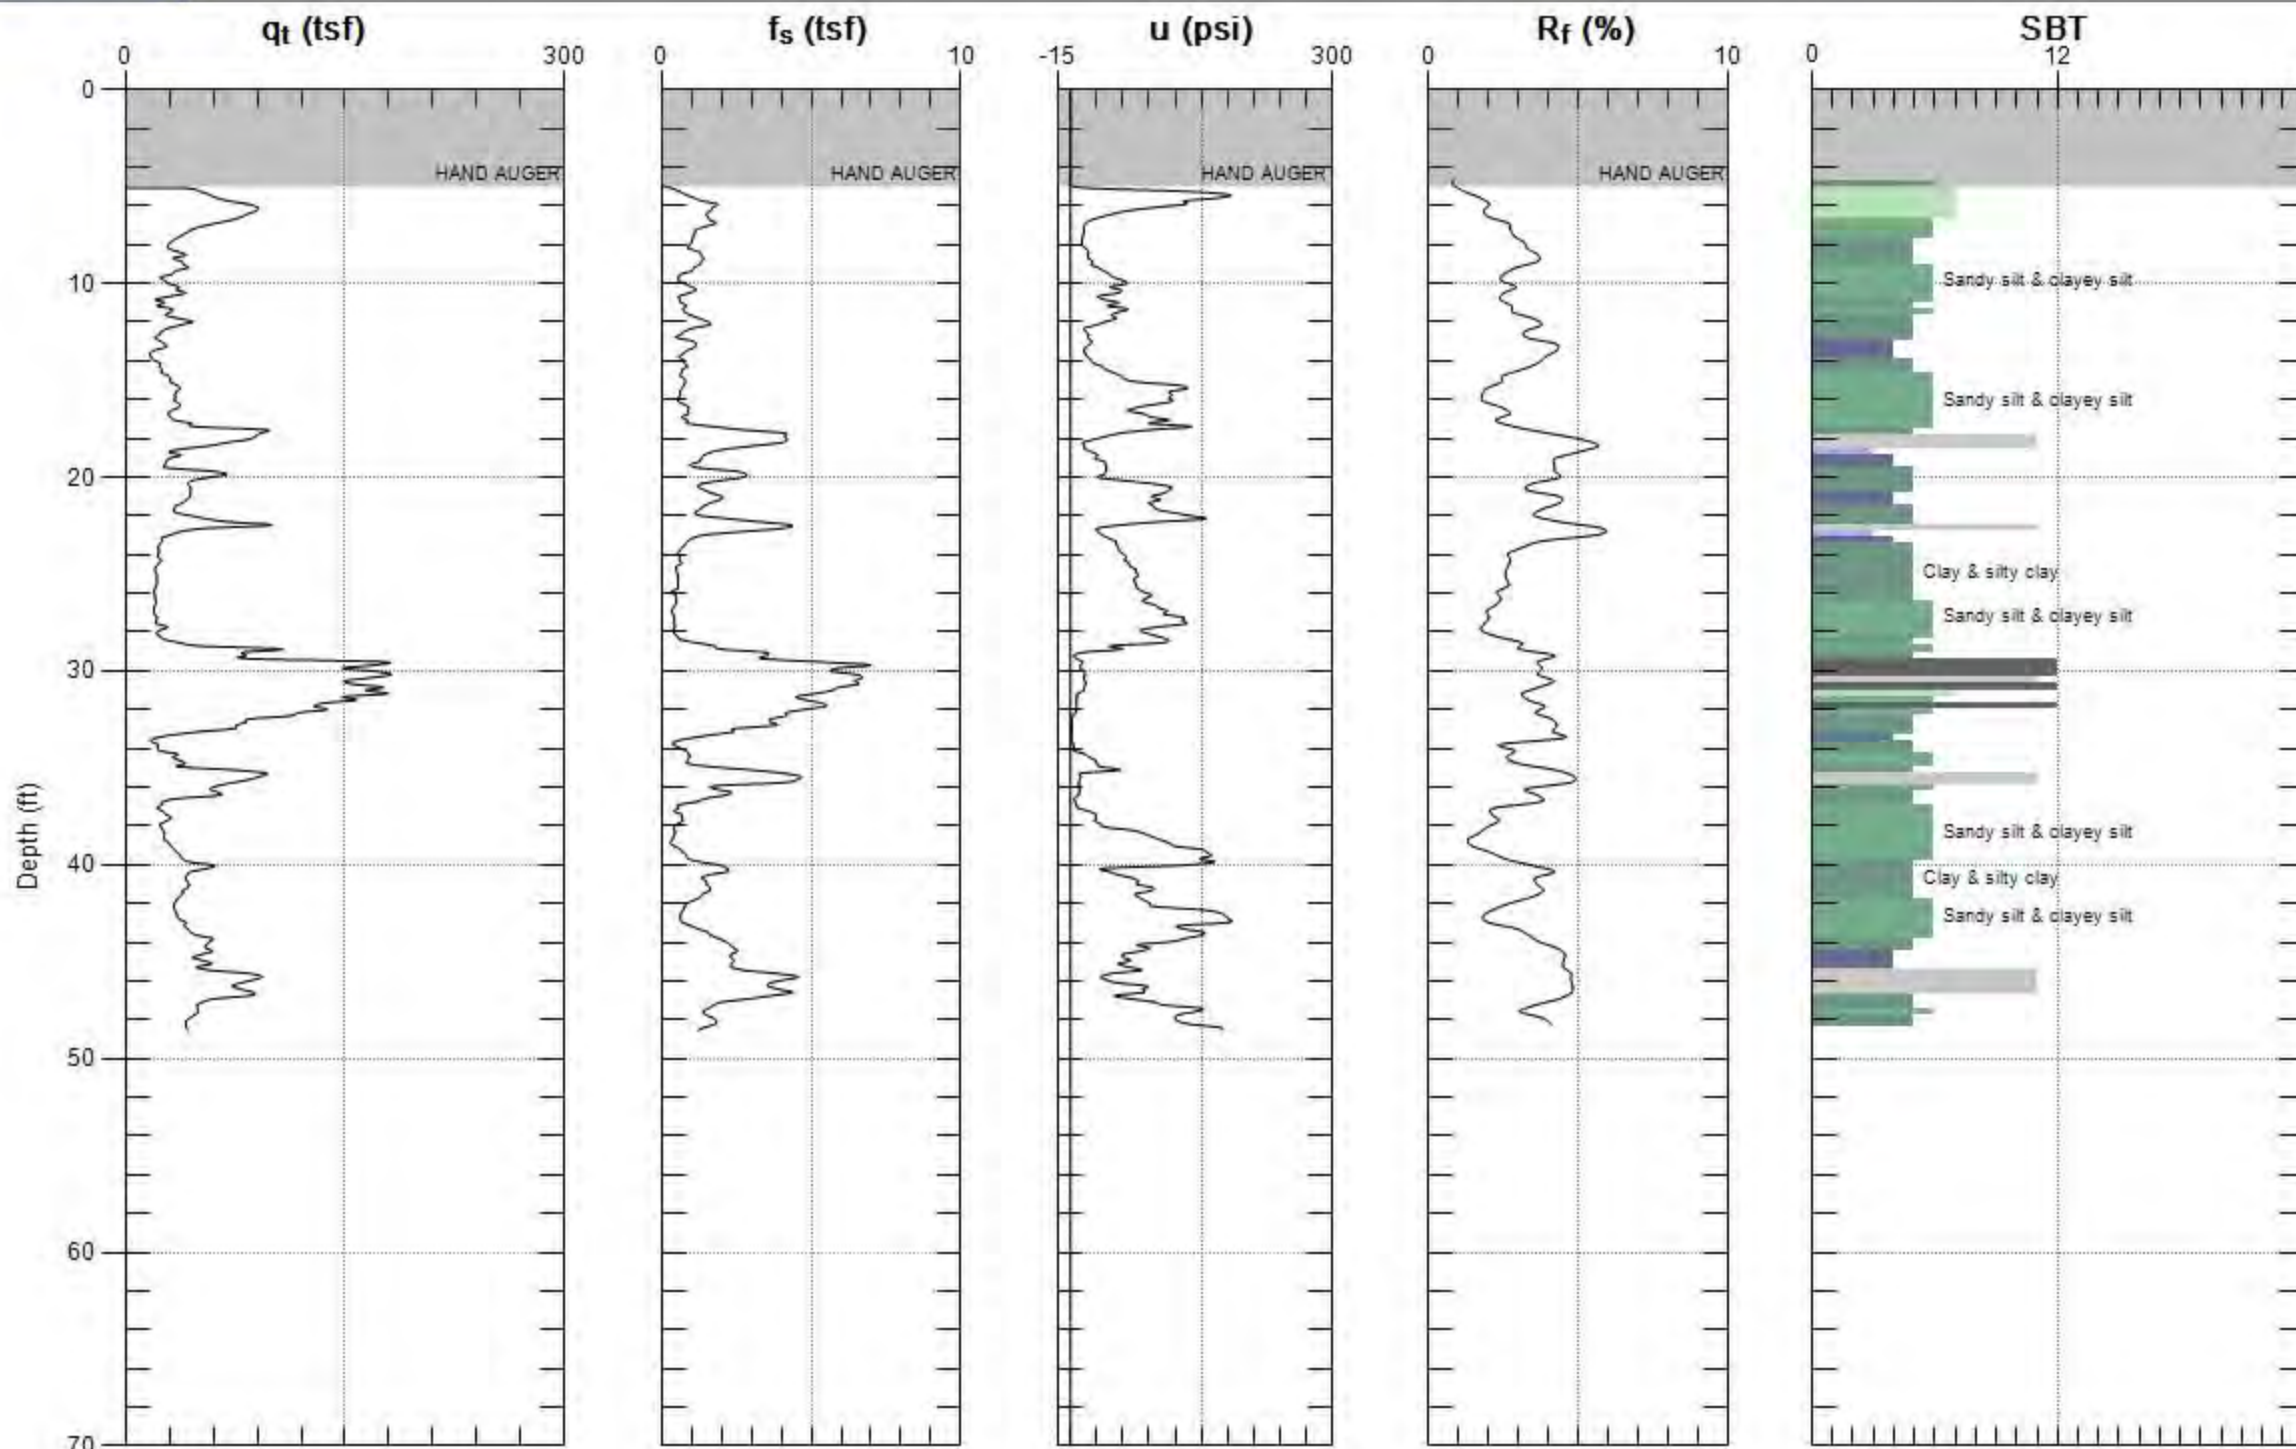 qt (tsf)
fs (tsf)
u (psi)
Rf (%)
SBT
0 300
0 10
-15 300
0 10
0 12
0
HAND AUGER
HAND AUGER
HAND AUGER
HAND AUGER
10
Sandy silt & clayey silt
Sandy silt & clayey silt
20
Clay & silty clay
Sandy silt & clayey silt
30
Depth (ft)
Sandy silt & clayey silt
40
Clay & silty clay
Sandy silt & clayey silt
50
60
70